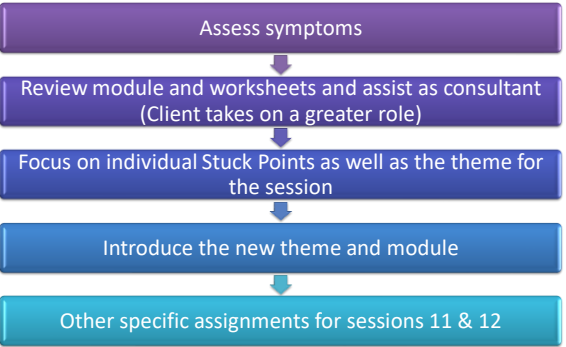 Assess symptoms
Review module and worksheets and assist as consultant
(Client takes on a greater role)
Focus on individual Stuck Points as well as the theme for
the session
Introduce the new theme and module
Other specific assignments for sessions 11 & 12